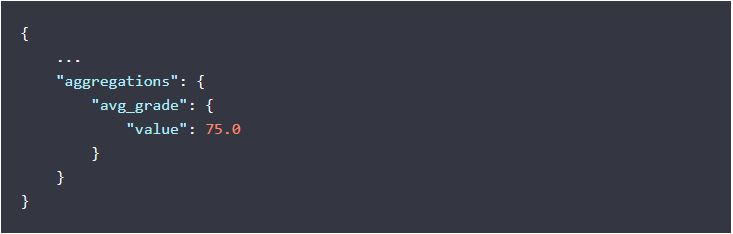 {
    ...
    "aggregations": {
        "avg_grade": {
            "value": 75.0
        }
    }
}